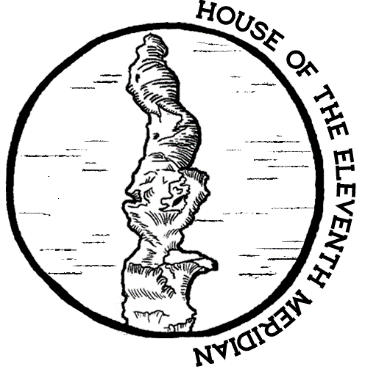 HOUSE OF THE ELEVENTH MERIDIAN